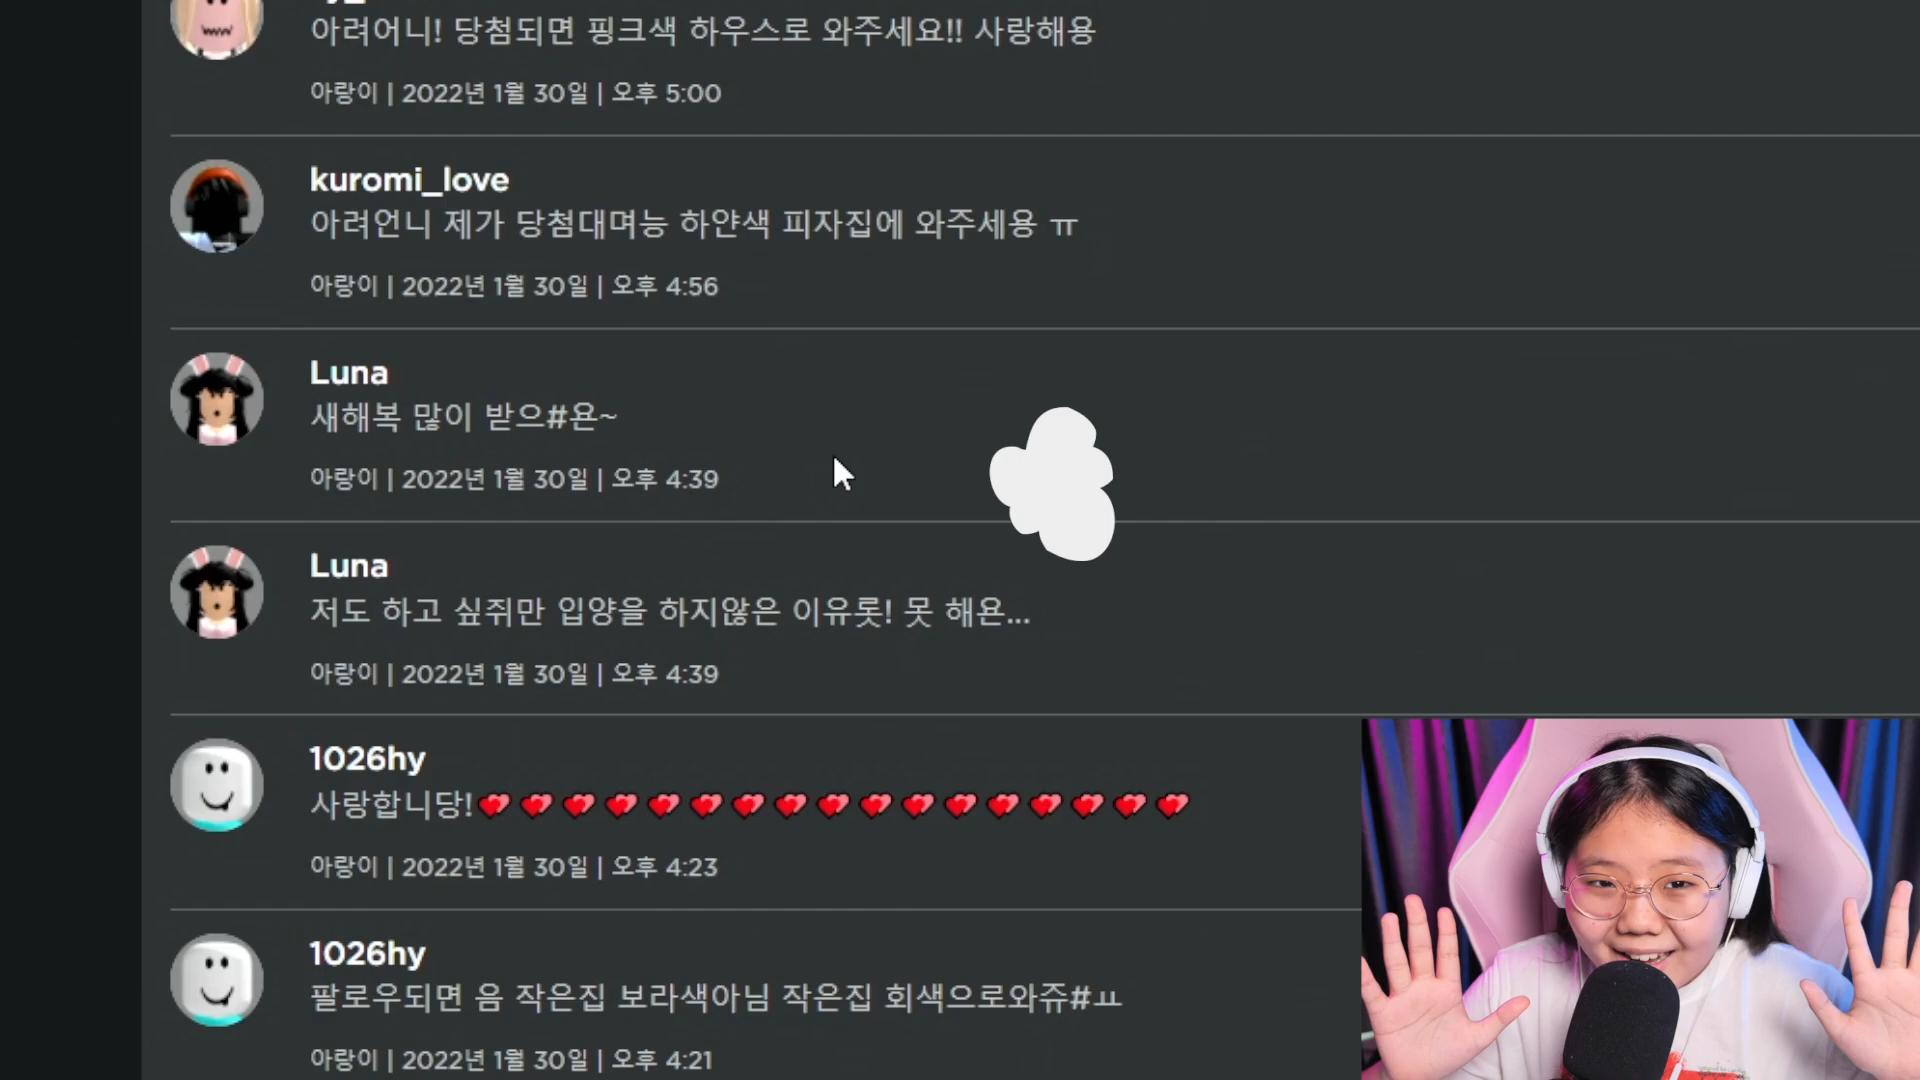 아려어니! 당첨되면 핑크색 하우스로 와주세요!! 사랑해용
아랑이 | 2022년 1월 30일 | 오후 5:00
kuromi_love
아려언니 제가 당첨대며능 하얀색 피자집에 와주세용 ㅠ
아랑이 | 2022년 1월 30일 | 오후 4:56
Luna
새해복 많이 받으#욘~
아랑이 | 2022년 1월 30일 | 오후 4:39
Luna
저도 하고 싶쥐만 입양을 하지않은 이유롯! 못 해욘...
아랑이 | 2022년 1월 30일 | 오후 4:39
1026hy
사랑합니당!💕💕💕💕💕💕💕💕💕💕💕💕💕💕💕💕💕
아랑이 | 2022년 1월 30일 | 오후 4:23
1026hy
팔로우되면 음 작은집 보라색아님 작은집 회색으로와쥬#ㅛ
아랑이 | 2022년 1월 30일 | 오후 4:21